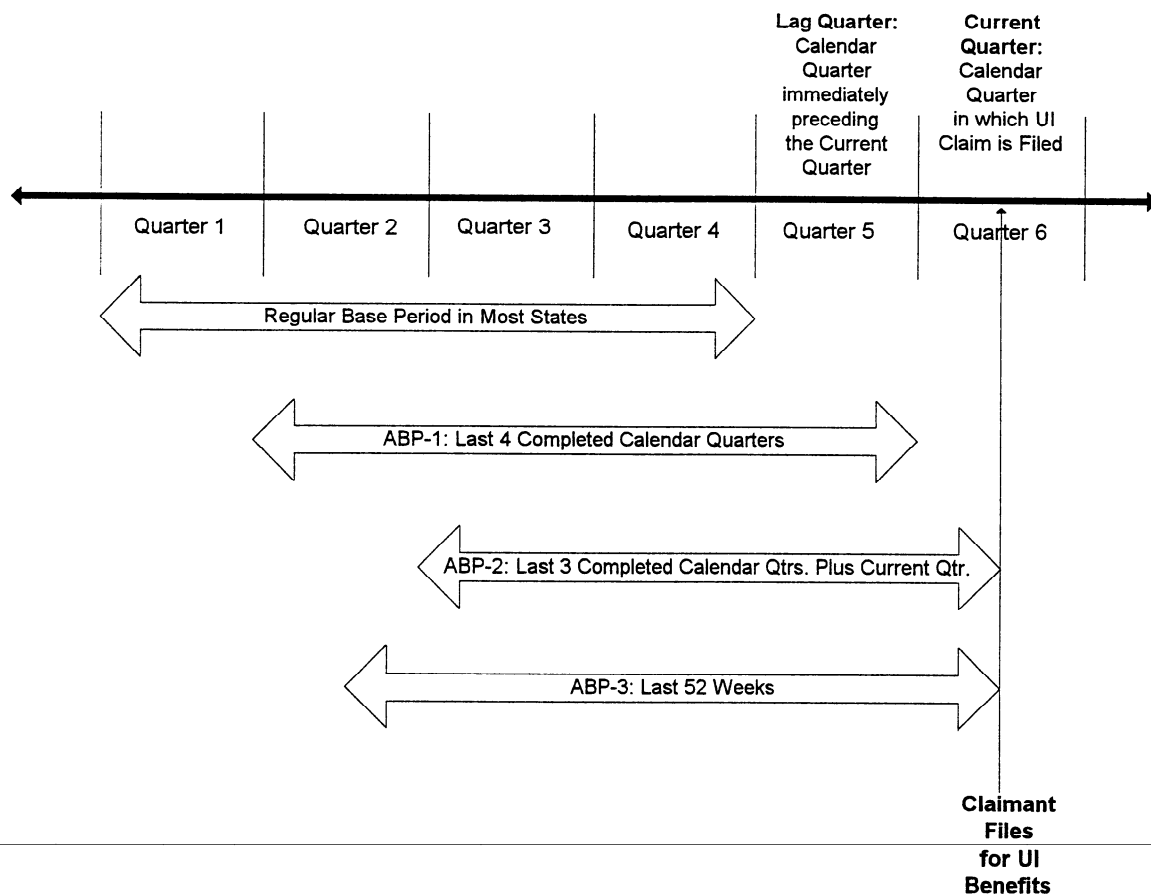 Lag Quarter:
Calendar
Quarter
immediately
preceding
the Current
Quarter
Current
Quarter:
Calendar
Quarter
in which UI
Claim is Filed
Quarter 1
Quarter 2
Quarter 3
Quarter 4
Quarter 5
Quarter 6
Regular Base Period in Most States
ABP-1: Last 4 Completed Calendar Quarters
ABP-2: Last 3 Completed Calendar Qtrs. Plus Current Qtr.
ABP-3: Last 52 Weeks
Claimant
Files
for UI
Benefits